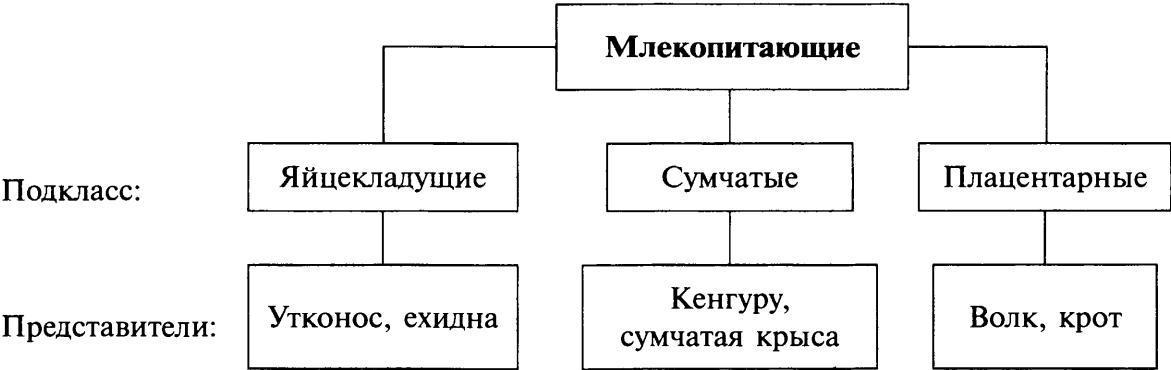 Млекопитающие
Подкласс:
Яйцекладущие
Сумчатые
Плацентарные
Представители:
Утконос, ехидна
Кенгуру,
сумчатая крыса
Волк, крот